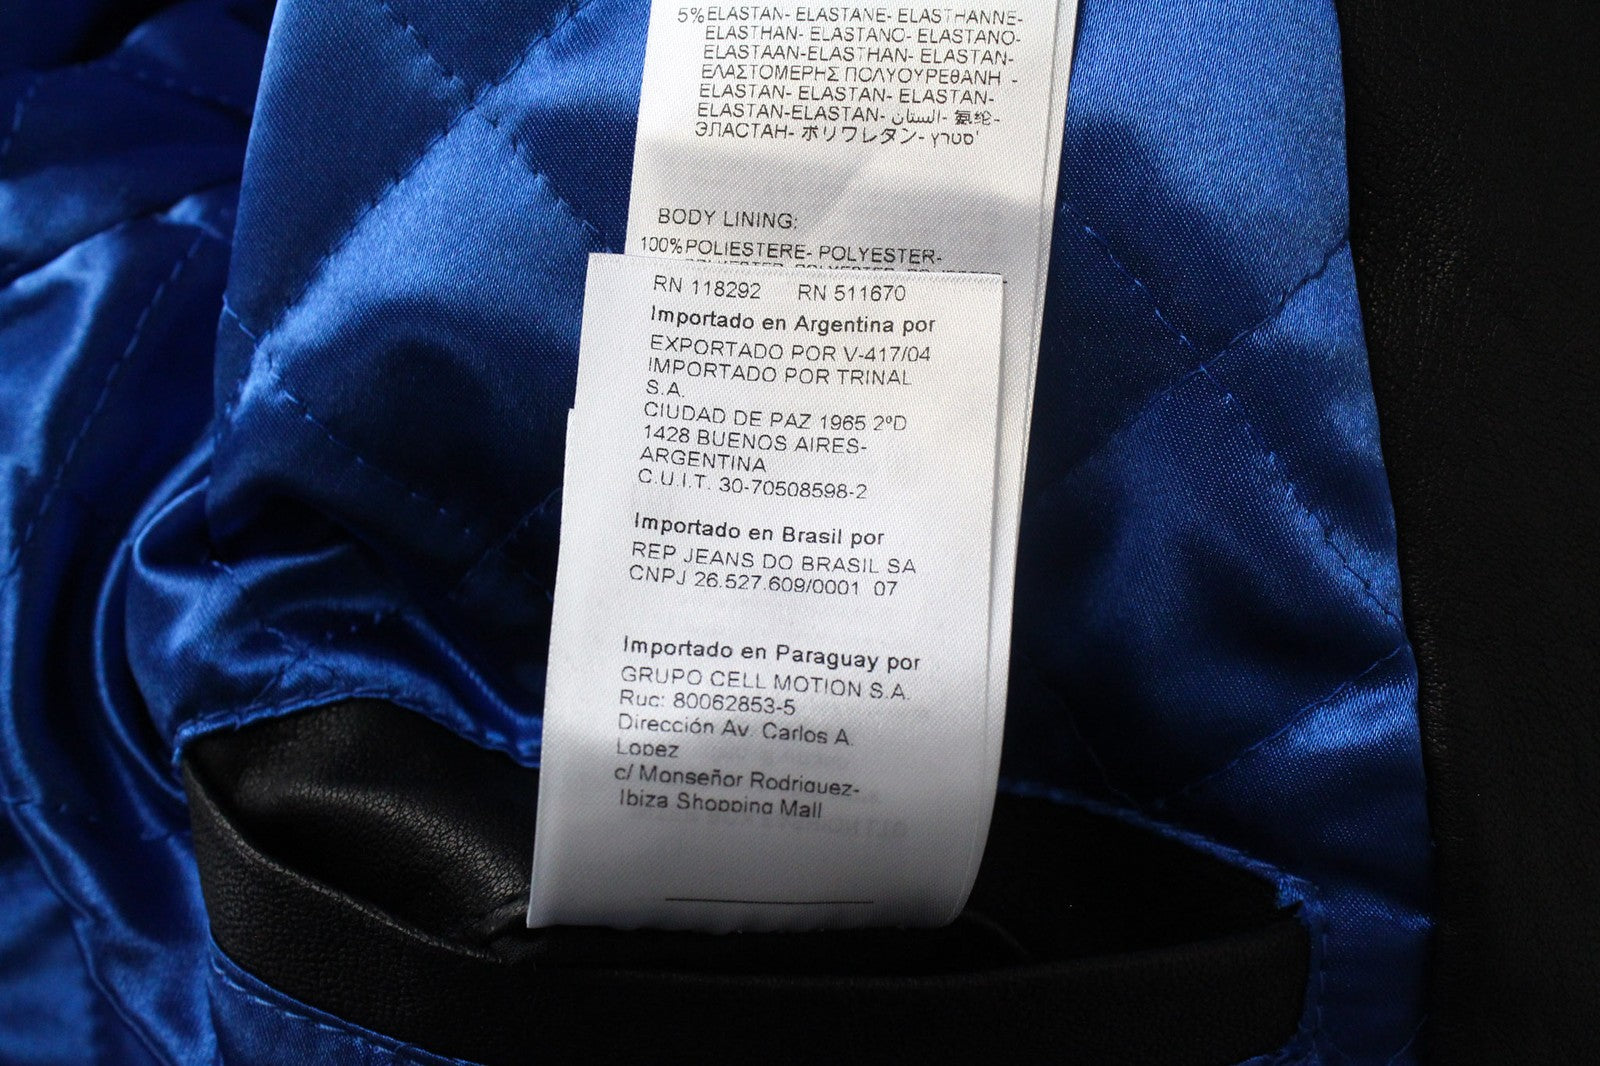 5%ELASTAN- ELASTANE- ELASTHANNE-
ELASTHAN- ELASTANO- ELASTANO-
ELASTAAN-ELASTHAN- ELASTAN-
ΕΛΑΣΤΟΜΕΡΗΣ ΠΟΛΥΟΥΡΕΘΑΝΗ -
ELASTAN- ELASTAN- ELASTAN-
ELASTAN-ELASTAN- الستان- 氨纶-
ЭЛАСТАН- ポリウレタン- סטרץ'
BODY LINING:
100%POLIESTERE- POLYESTER-
RN 118292 RN 511670
Importado en Argentina por
EXPORTADO POR V-417/04
IMPORTADO POR TRINAL
S.A.
CIUDAD DE PAZ 1965 2ºD
1428 BUENOS AIRES-
ARGENTINA
C.U.I.T. 30-70508598-2
Importado en Brasil por
REP JEANS DO BRASIL SA
CNPJ 26.527.609/0001 07
Importado en Paraguay por
GRUPO CELL MOTION S.A.
Ruc: 80062853-5
Dirección Av. Carlos A.
Lopez
c/ Monseñor Rodriguez-
Ibiza Shopping Mall